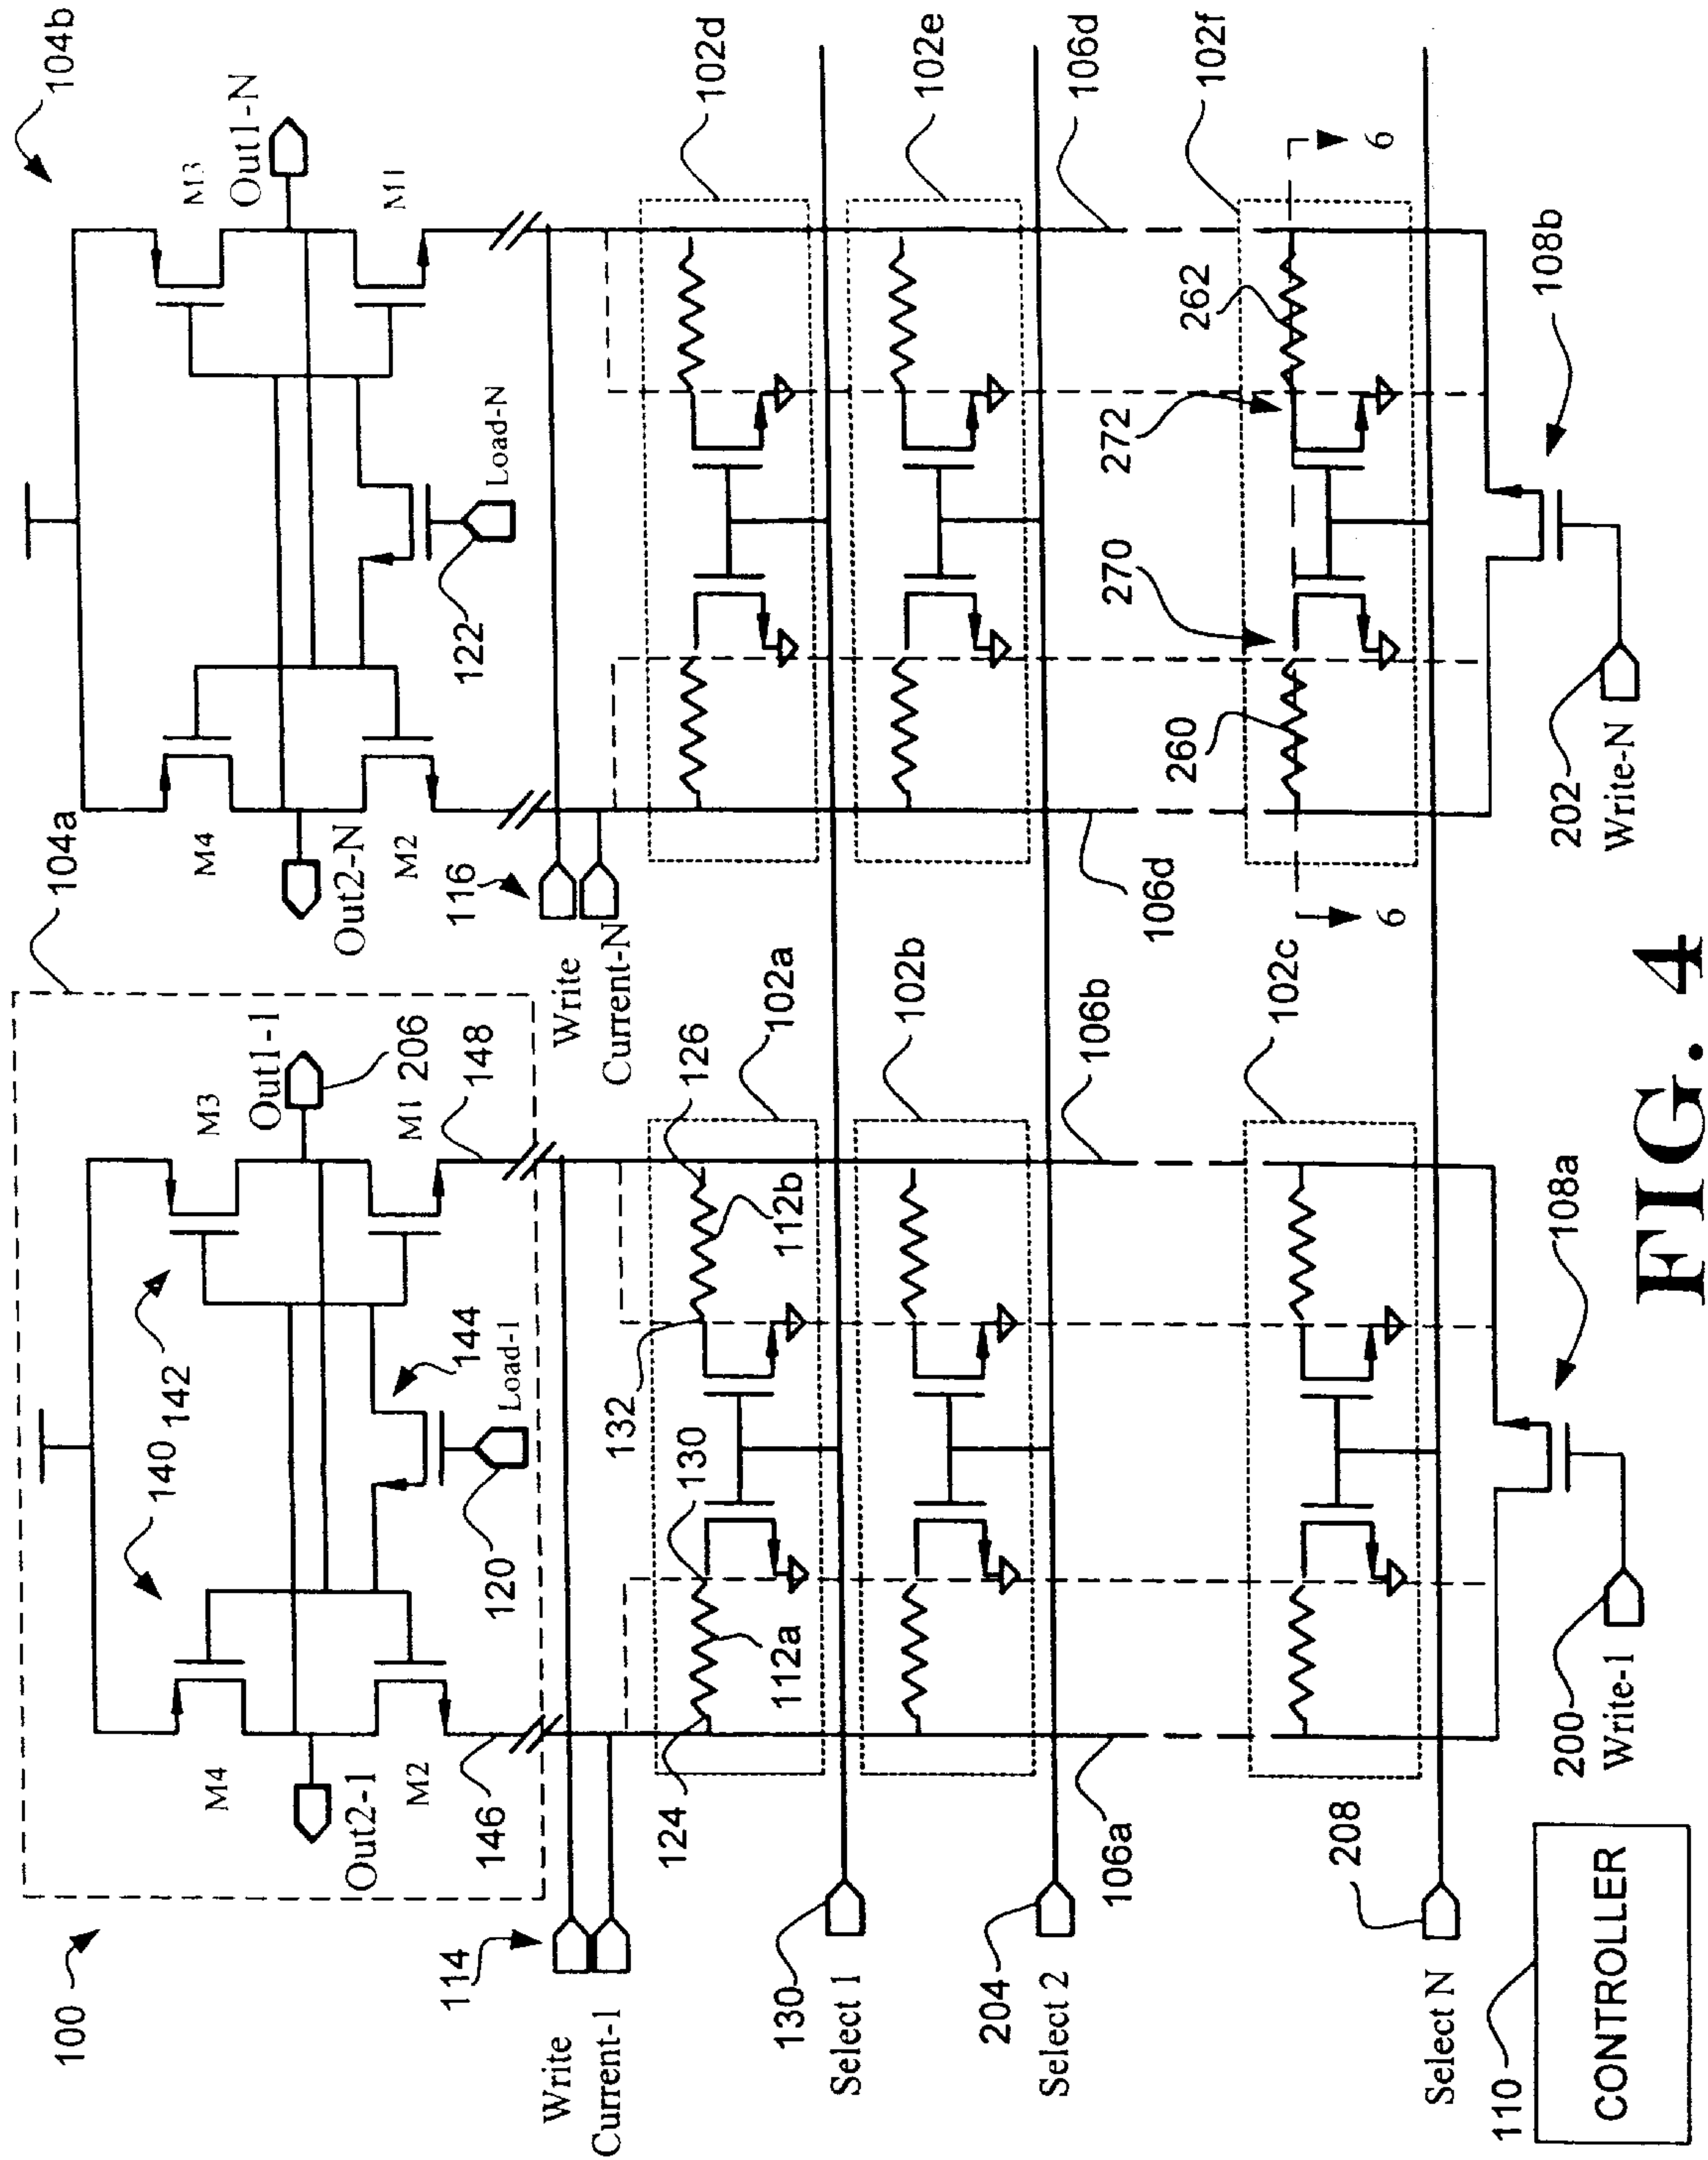 100
104a
104b
M3
Out1-1
206
M1
148
142
140
144
Load-1
120
M4
Out2-1
M2
146
M3
Out1-N
M1
Load-N
122
M4
Out2-N
M2
114
Write
Current-1
116
Write
Current-N
126
102a
112b
132
130
112a
124
102b
106b
102c
106a
102d
102e
106d
106d
102f
6
262
272
270
260
6
130
Select 1
204
Select 2
208
Select N
200
Write-1
108a
202
Write-N
108b
110
CONTROLLER
FIG. 4